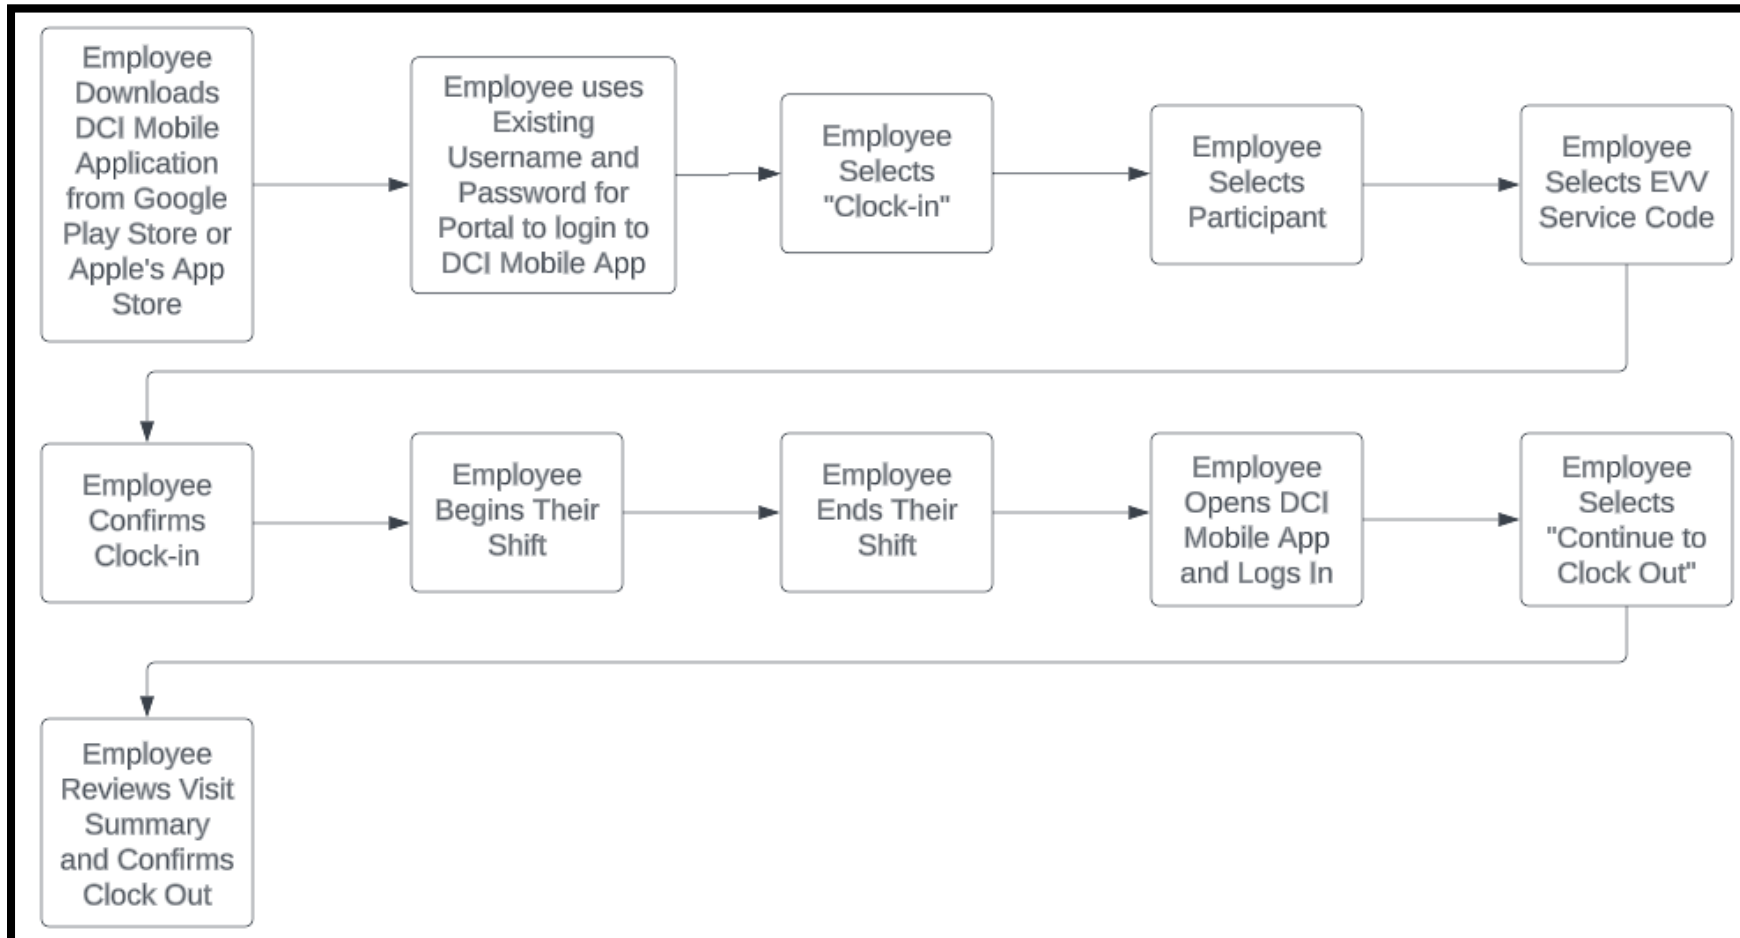 Employee
Downloads
DCI Mobile
Application
from Google
Play Store or
Apple's App
Store
Employee uses
Existing
Username and
Password for
Portal to login to
DCI Mobile App
Employee
Selects
"Clock-in"
Employee
Selects
Participant
Employee
Selects EVV
Service Code
Employee
Confirms
Clock-in
Employee
Begins Their
Shift
Employee
Ends Their
Shift
Employee
Opens DCI
Mobile App
and Logs In
Employee
Selects
"Continue to
Clock Out"
Employee
Reviews Visit
Summary
and Confirms
Clock Out